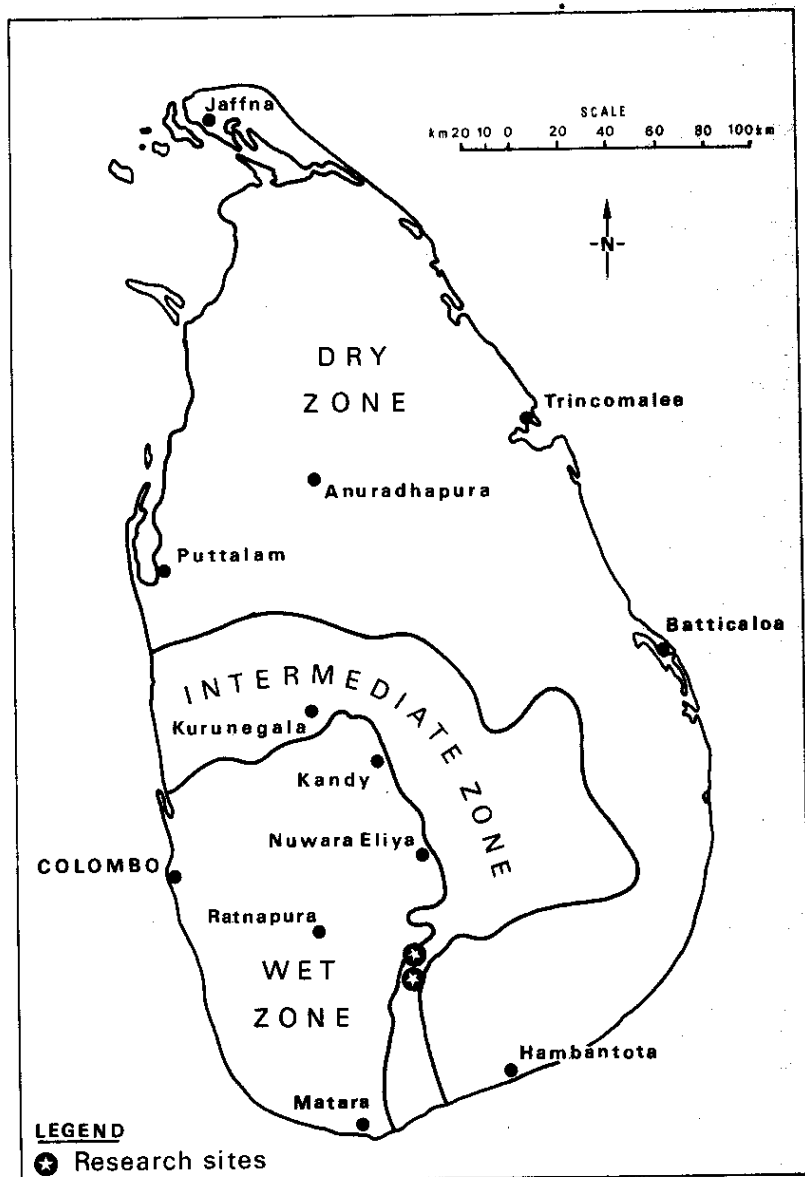 Jaffna
SCALE
km 20 10 0 20 40 60 80 100 km
-N-
DRY
ZONE
Trincomalee
Anuradhapura
Puttalam
Batticaloa
INTERMEDIATE ZONE
Kurunegala
Kandy
Nuwara Eliya
COLOMBO
Ratnapura
WET
ZONE
Hambantota
Matara
LEGEND
Research sites